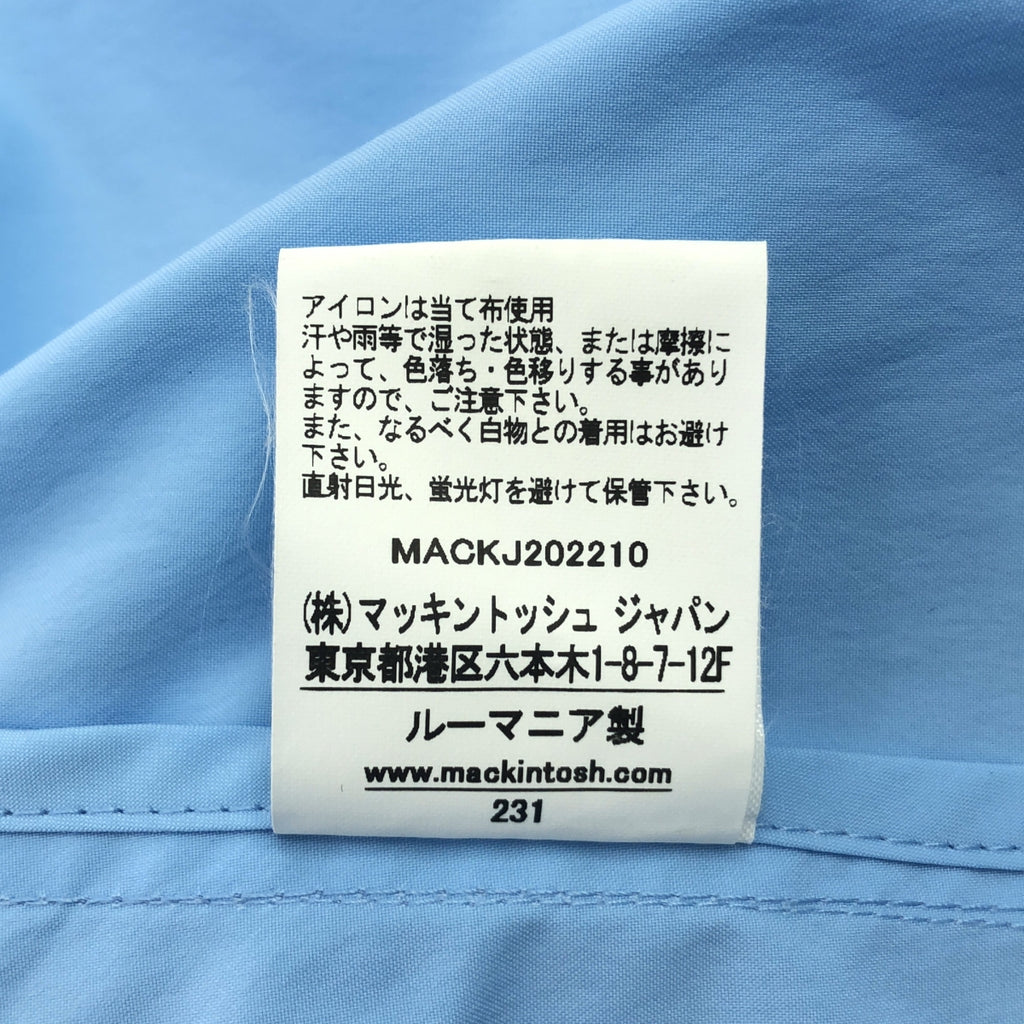 アイロンは当て布使用
汗や雨等で湿った状態、または摩擦に
よって、色落ち・色移りする事があり
ますので、ご注意下さい。
また、なるべく白物との着用はお避け
下さい。
直射日光、蛍光灯を避けて保管下さい。
MACKJ202210
(株)マッキントッシュ ジャパン
東京都港区六本木1-8-7-12F
ルーマニア製
www.mackintosh.com
231